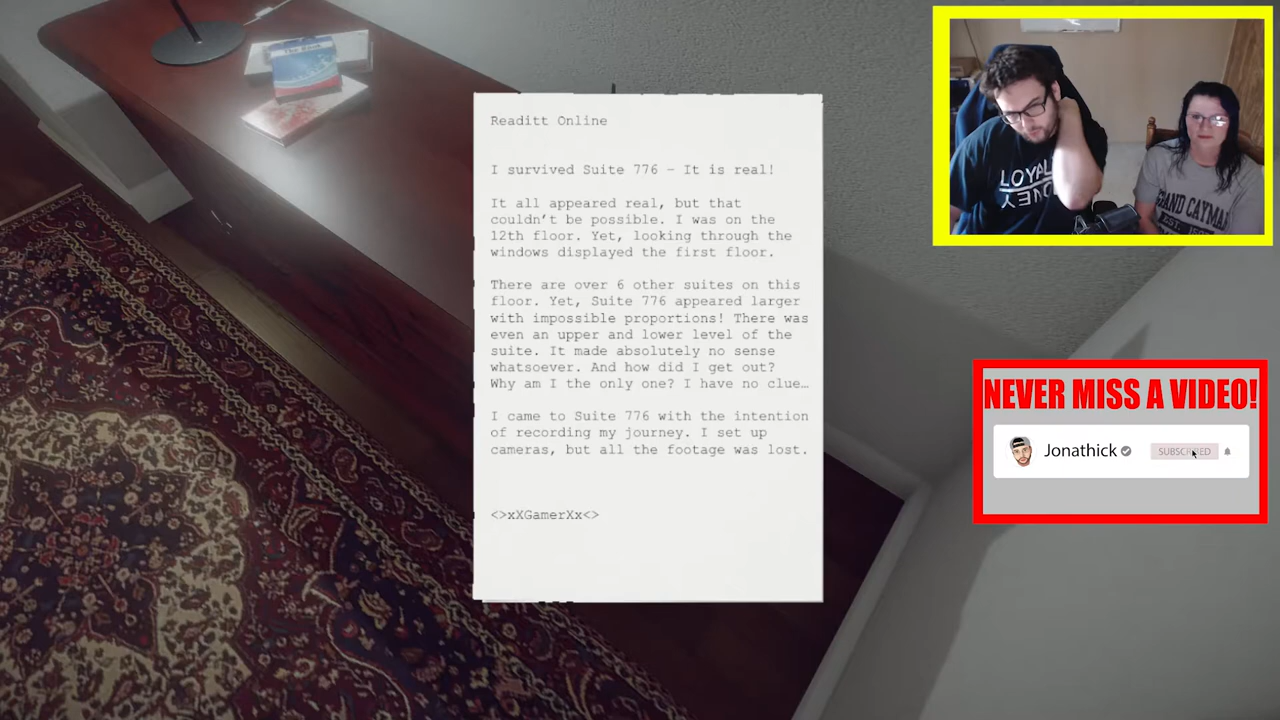 The Moon
Readitt Online
I survived Suite 776 – It is real!
It all appeared real, but that
couldn't be possible. I was on the
12th floor. Yet, looking through the
windows displayed the first floor.
There are over 6 other suites on this
floor. Yet, Suite 776 appeared larger
with impossible proportions! There was
even an upper and lower level of the
suite. It made absolutely no sense
whatsoever. And how did I get out?
Why am I the only one? I have no clue…
I came to Suite 776 with the intention
of recording my journey. I set up
cameras, but all the footage was lost.
<>xXGamerXx<>
LOYAL
GRAND CAYMAN
NEVER MISS A VIDEO!
Jonathick
SUBSCRIBED